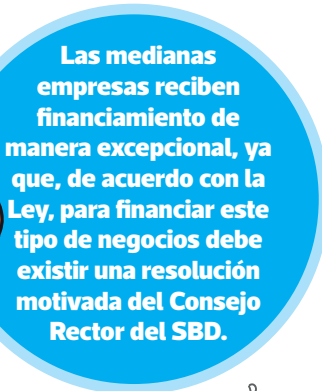 Las medianas
empresas reciben
financiamiento de
manera excepcional, ya
que, de acuerdo con la
Ley, para financiar este
tipo de negocios debe
existir una resolución
motivada del Consejo
Rector del SBD.